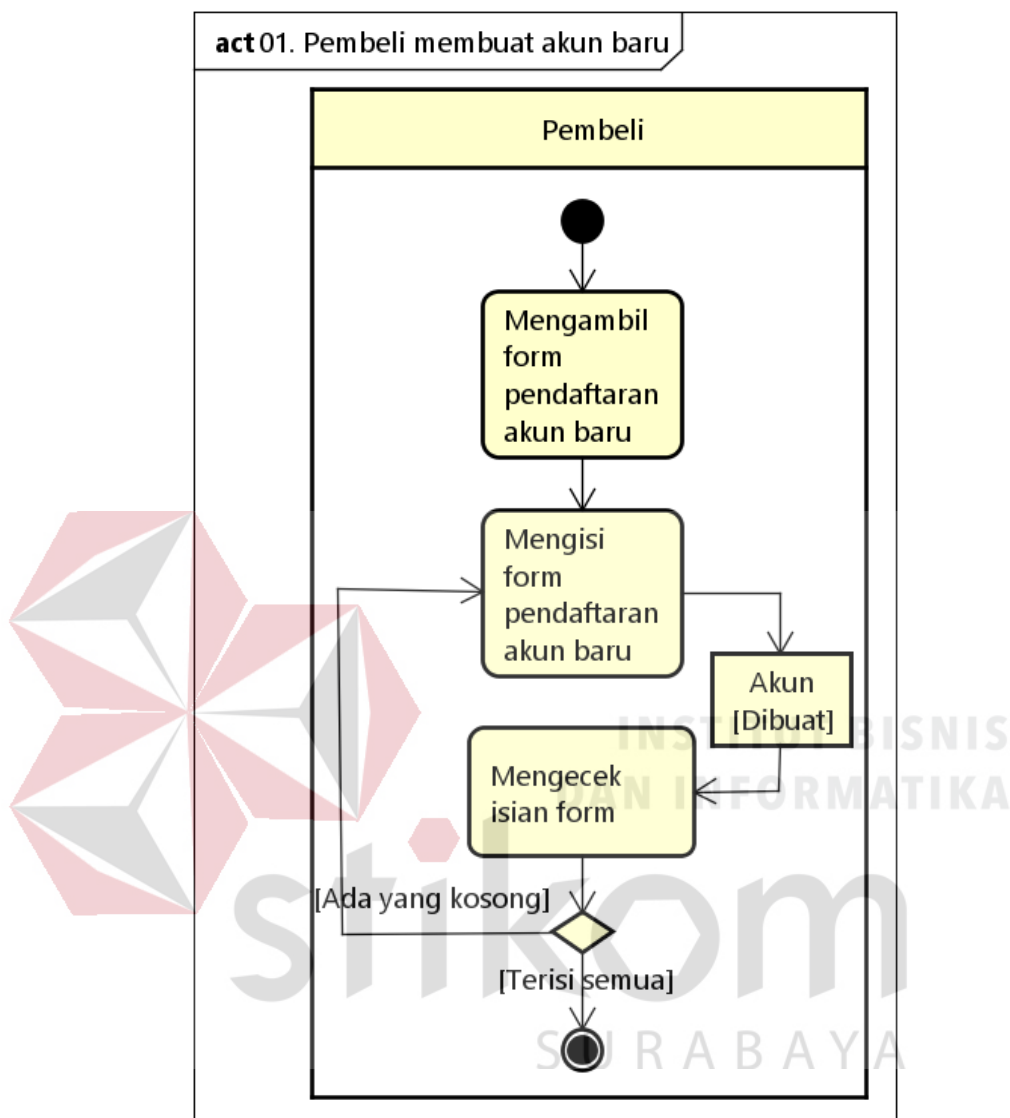 act 01. Pembeli membuat akun baru
Pembeli
Mengambil
form
pendaftaran
akun baru
Mengisi
form
pendaftaran
akun baru
Akun
[Dibuat]
INSTITUT BISNIS
DAN INFORMATIKA
Mengecek
isian form
[Ada yang kosong]
stikom
[Terisi semua]
SURABAYA